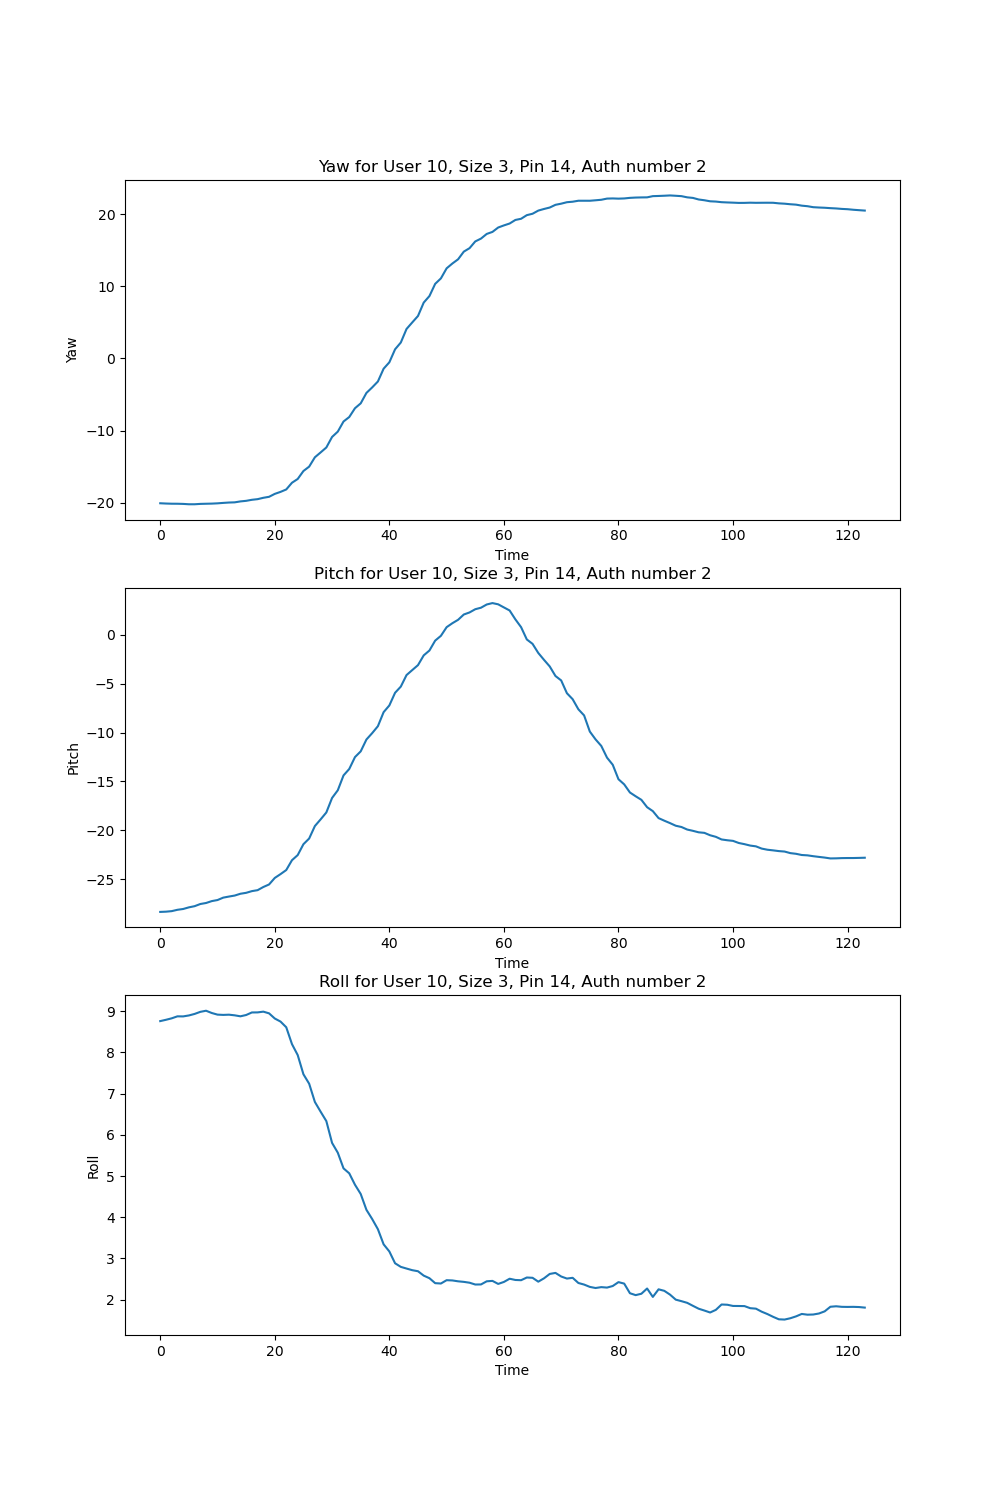 Yaw for User 10, Size 3, Pin 14, Auth number 2
20
10
0
−10
−20
Yaw
0 20 40 60 80 100 120
Time
Pitch for User 10, Size 3, Pin 14, Auth number 2
0
−5
−10
−15
−20
−25
Pitch
0 20 40 60 80 100 120
Time
Roll for User 10, Size 3, Pin 14, Auth number 2
9
8
7
6
5
4
3
2
Roll
0 20 40 60 80 100 120
Time